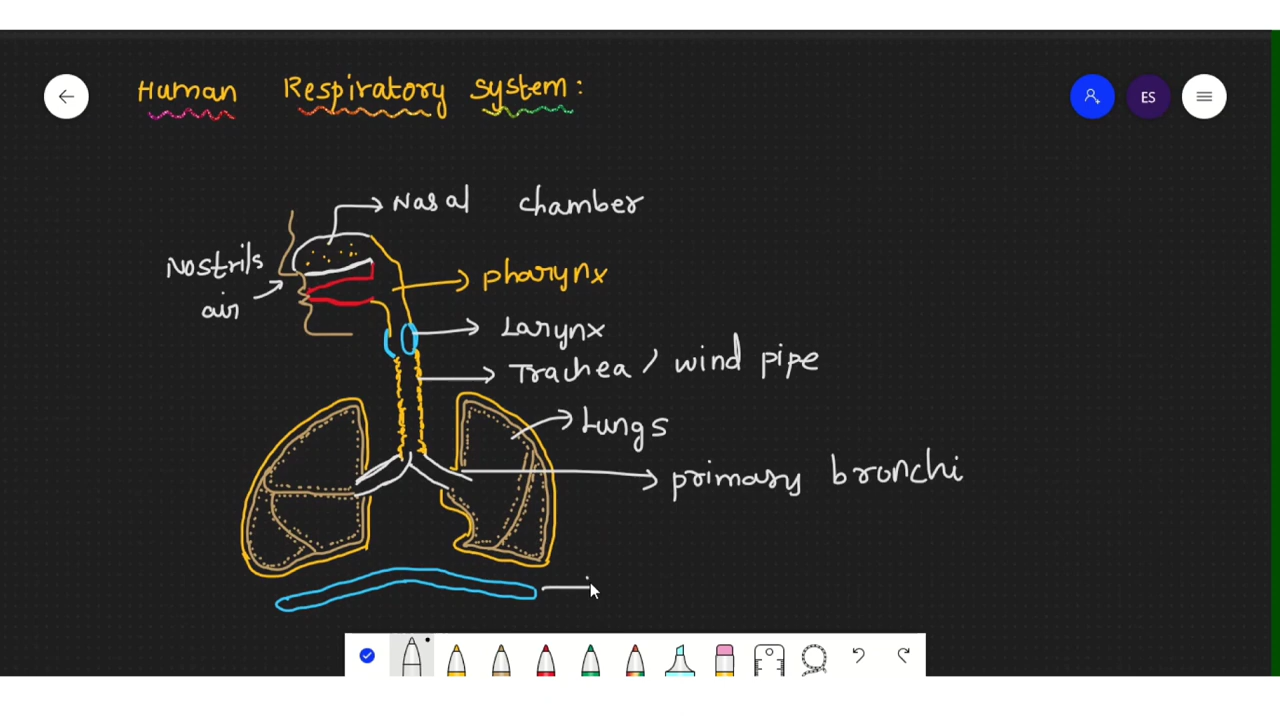 Human Respiratory system:
ES
Nasal chamber
Nostrils
air
pharynx
Larynx
Trachea / wind pipe
Lungs
primary bronchi